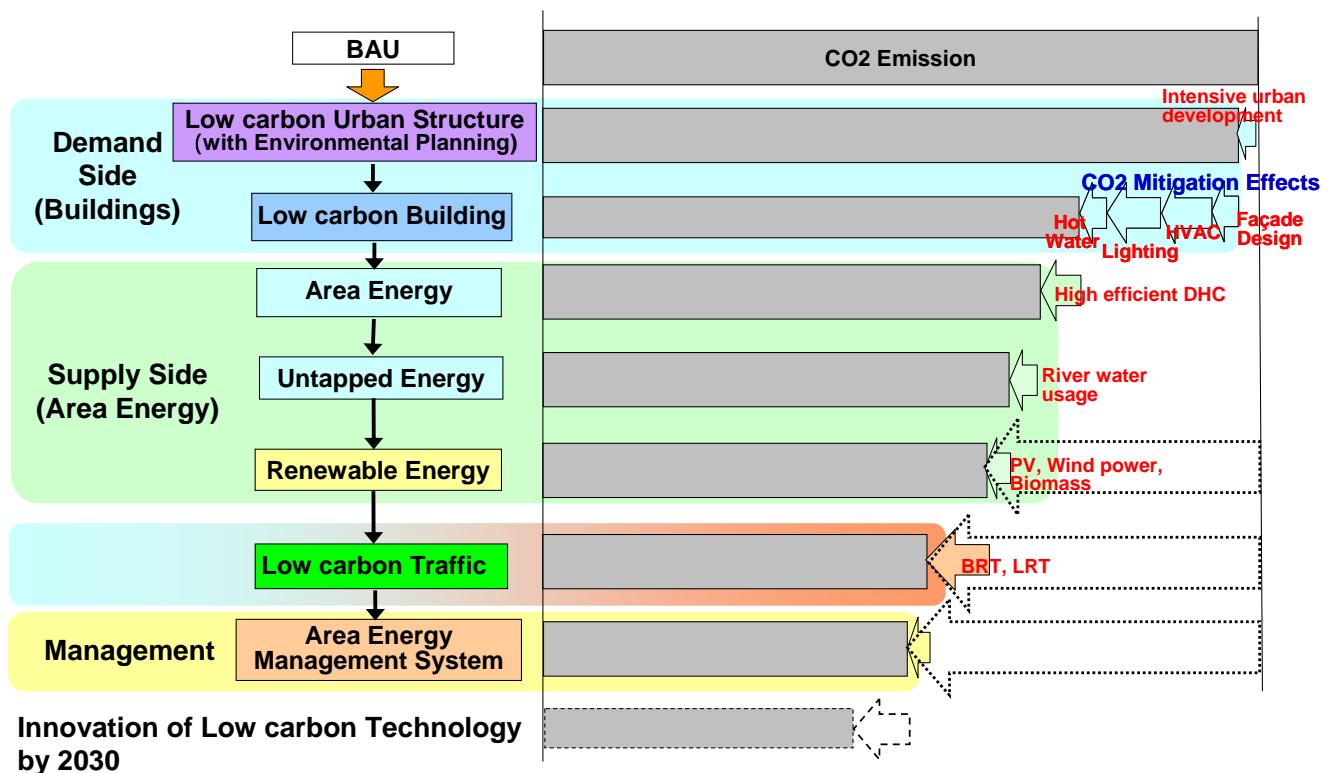 BAU
CO2 Emission
Demand
Side
(Buildings)
Low carbon Urban Structure
(with Environmental Planning)
Intensive urban
development
Low carbon Building
CO2 Mitigation Effects
Hot
Water
Lighting
HVAC
Façade
Design
Supply Side
(Area Energy)
Area Energy
High efficient DHC
Untapped Energy
River water
usage
Renewable Energy
PV, Wind power,
Biomass
Low carbon Traffic
BRT, LRT
Management
Area Energy
Management System
Innovation of Low carbon Technology
by 2030